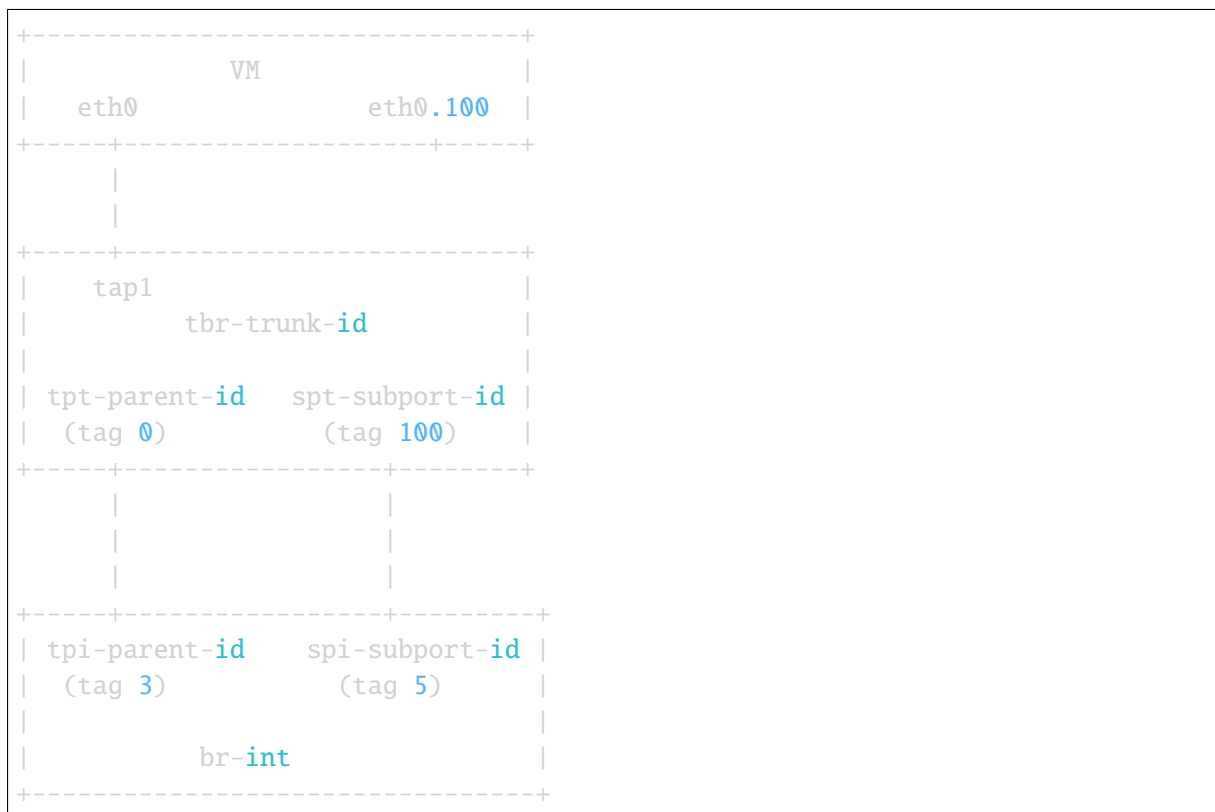 +--------------------------------+
|             VM                 |
|   eth0               eth0.100  |
+-----+--------------------+-----+
      |
      |
+-----+--------------------------+
|    tap1                        |
|          tbr-trunk-id          |
|                                |
| tpt-parent-id   spt-subport-id |
|  (tag 0)          (tag 100)    |
+-----+-----------------+--------+
      |                 |
      |                 |
      |                 |
+-----+-----------------+---------+
| tpi-parent-id    spi-subport-id |
|  (tag 3)           (tag 5)      |
|                                 |
|           br-int                |
+---------------------------------+